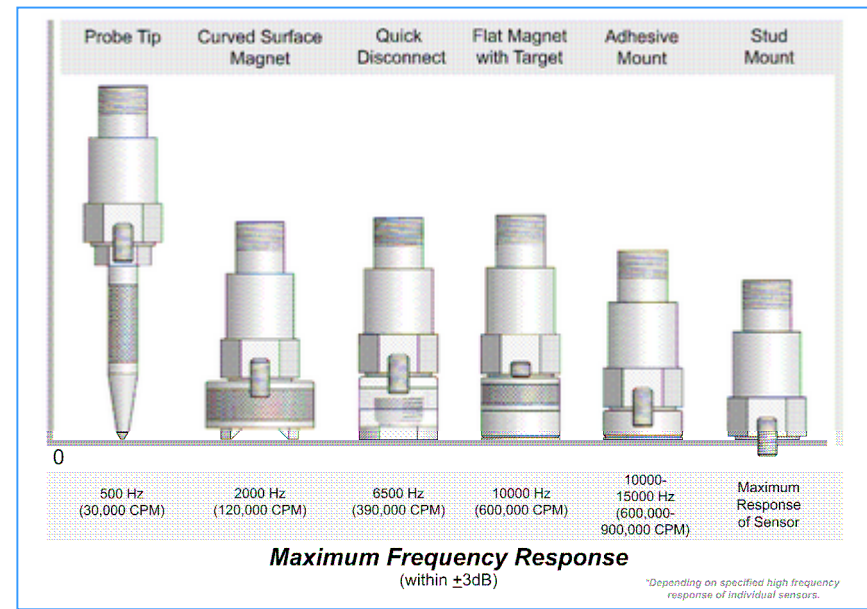 Probe Tip
Curved Surface
Magnet
Quick
Disconnect
Flat Magnet
with Target
Adhesive
Mount
Stud
Mount
0
500 Hz
(30,000 CPM)
2000 Hz
(120,000 CPM)
6500 Hz
(390,000 CPM)
10000 Hz
(600,000 CPM)
10000-
15000 Hz
(600,000-
900,000 CPM)
Maximum
Response
of Sensor
Maximum Frequency Response
(within ±3dB)
*Depending on specified high frequency
response of individual sensors.